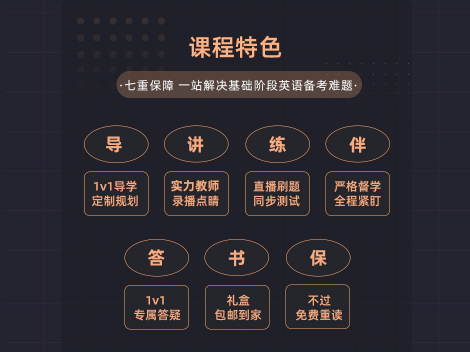 课程特色
·七重保障 一站解决基础阶段英语备考难题·
导 讲 练 伴
1v1导学 实力教师 直播刷题 严格督学
定制规划 录播点睛 同步测试 全程紧盯
答 书 保
1v1 礼盒 不过
专属答疑 包邮到家 免费重读